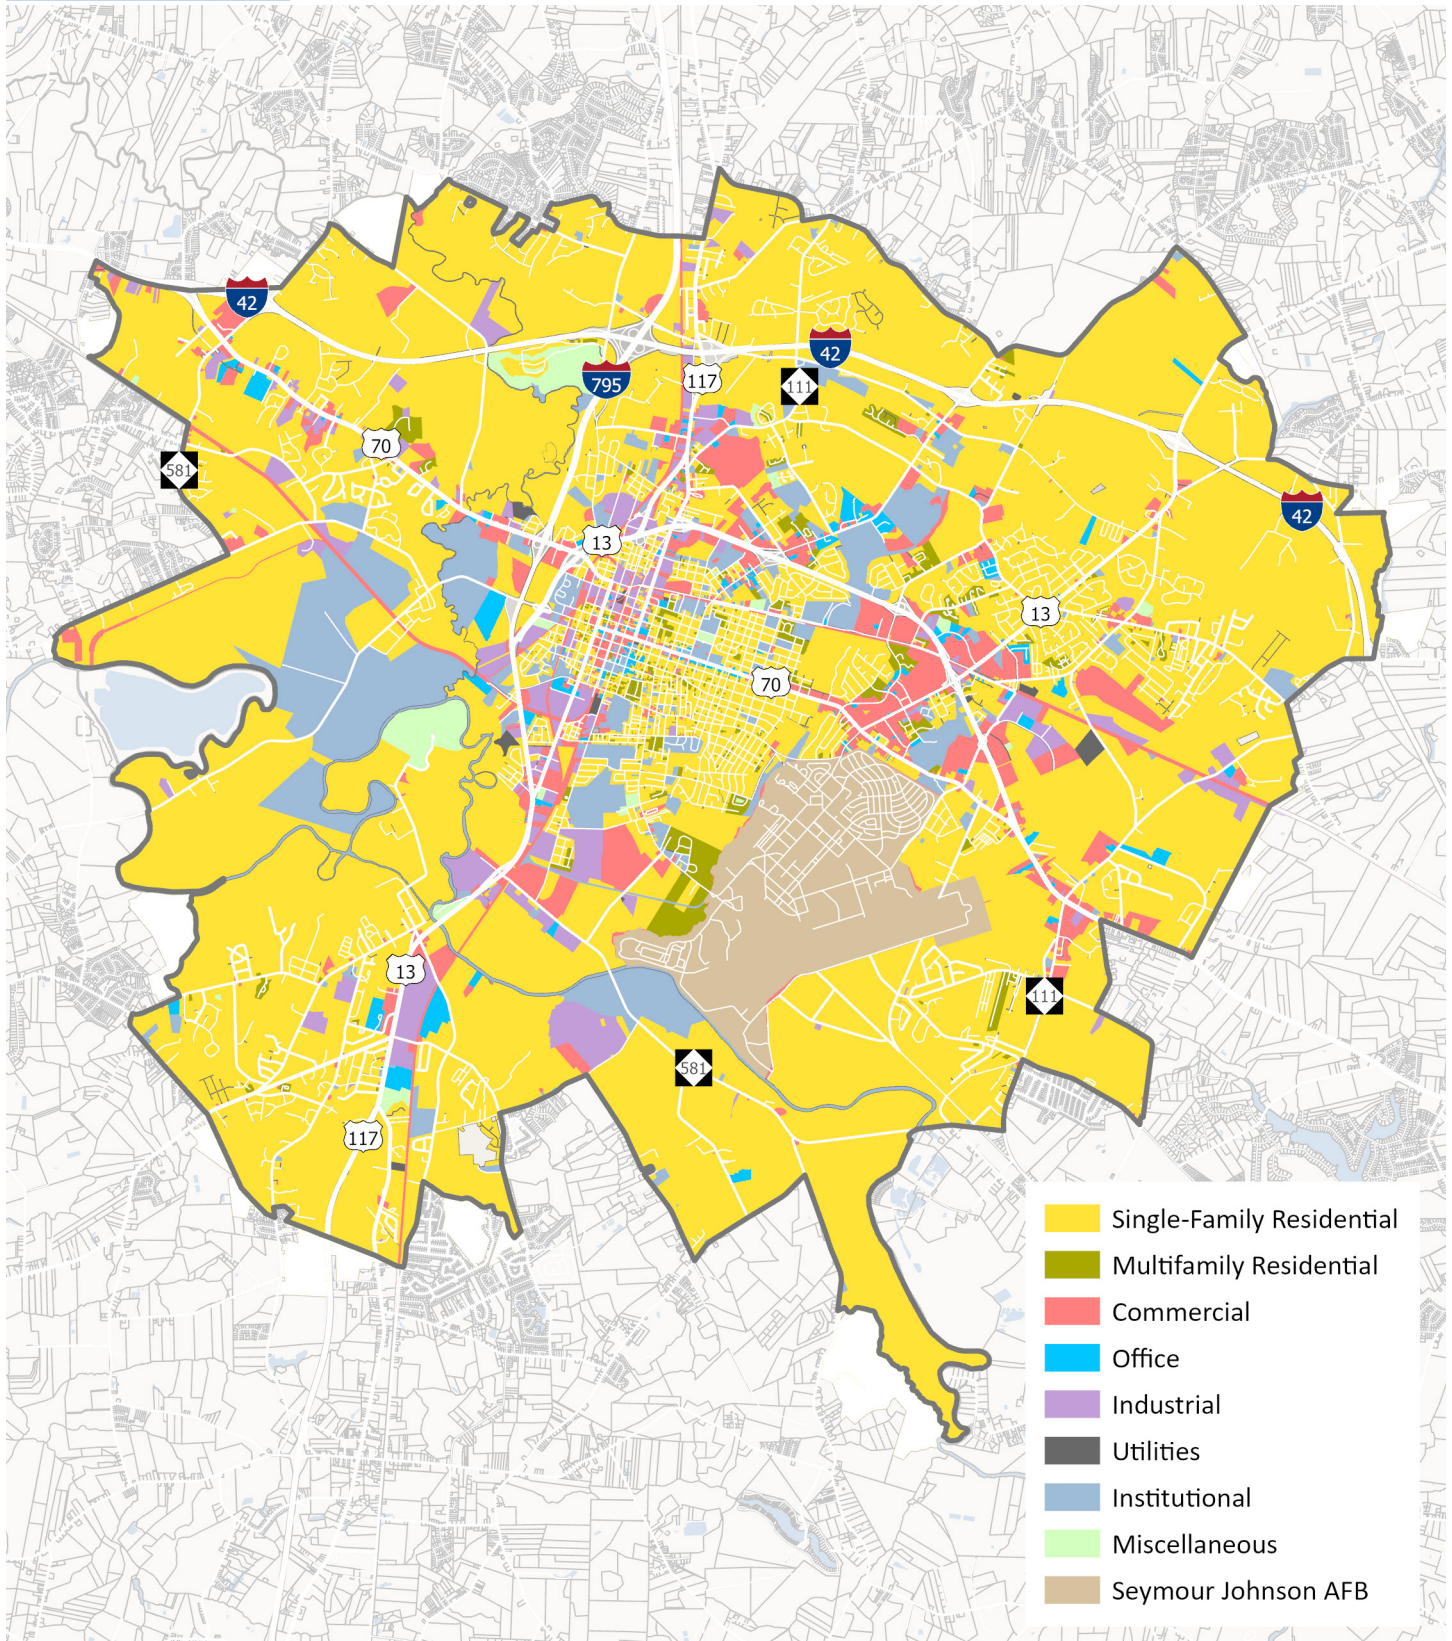 42
42
795
117
111
70
581
42
13
13
70
13
111
581
117
Single-Family Residential
Multifamily Residential
Commercial
Office
Industrial
Utilities
Institutional
Miscellaneous
Seymour Johnson AFB